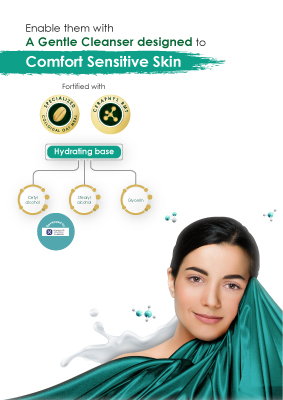 Enable them with
A Gentle Cleanser designed to
Comfort Sensitive Skin
Fortified with
SPECIALISED
COLLOIDAL OATMEAL
CERAPHYL RMT
Hydrating base
Cetyl
alcohol
Stearyl
alcohol